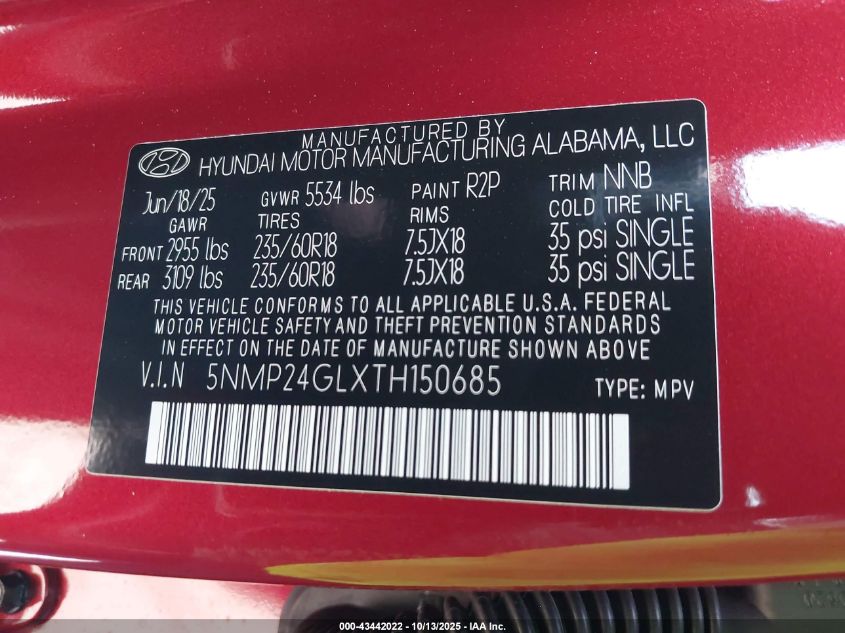 MANUFACTURED BY
HYUNDAI MOTOR MANUFACTURING ALABAMA, LLC
Jun/18/25 GVWR 5534 lbs PAINT R2P TRIM NNB
GAWR TIRES RIMS COLD TIRE INFL
FRONT 2955 lbs 235/60R18 7.5JX18 35 psi SINGLE
REAR 3109 lbs 235/60R18 7.5JX18 35 psi SINGLE
THIS VEHICLE CONFORMS TO ALL APPLICABLE U.S.A. FEDERAL
MOTOR VEHICLE SAFETY AND THEFT PREVENTION STANDARDS
IN EFFECT ON THE DATE OF MANUFACTURE SHOWN ABOVE
V.I.N 5NMP24GLXTH150685 TYPE: MPV
000-43442022 | 10/13/2025 - IAA Inc.